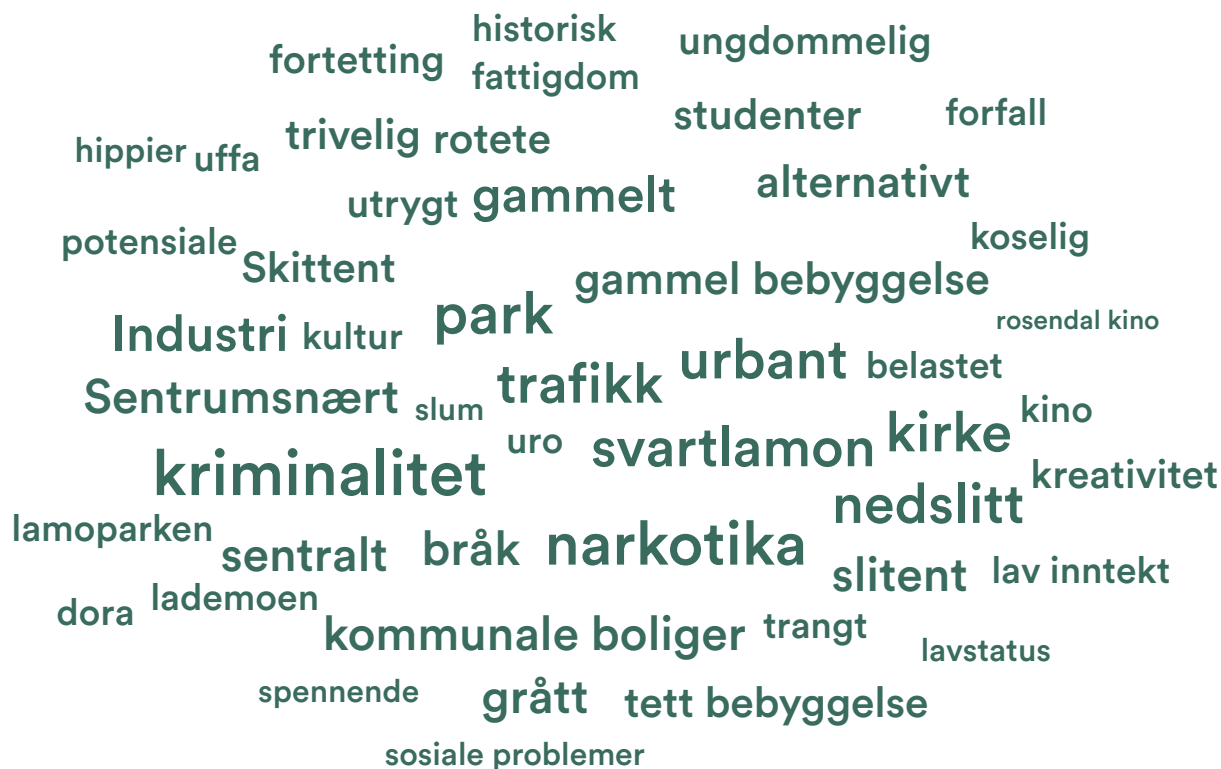 historisk
ungdommelig
fortetting
fattigdom
studenter
forfall
trivelig
rotete
hippier
uffa
alternativt
utrygt
gammelt
potensiale
koselig
Skittent
gammel bebyggelse
park
rosendal kino
Industri
kultur
urbant
belastet
trafikk
Sentrumsnært
slum
kino
uro
svartlamon
kirke
kriminalitet
kreativitet
nedslitt
lamoparken
sentralt
bråk
narkotika
slitent
lav inntekt
dora
lademoen
kommunale boliger
trangt
lavstatus
spennende
grått
tett bebyggelse
sosiale problemer